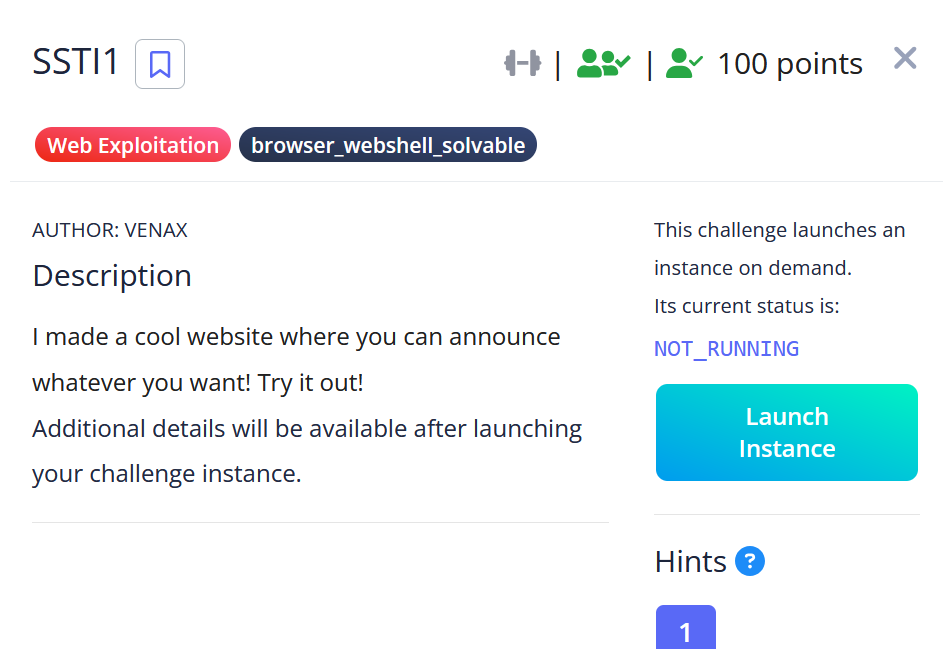 SSTI1
| | 100 points
Web Exploitation browser_webshell_solvable
AUTHOR: VENAX
Description
I made a cool website where you can announce
whatever you want! Try it out!
Additional details will be available after launching
your challenge instance.
This challenge launches an
instance on demand.
Its current status is:
NOT_RUNNING
Launch
Instance
Hints ?
1